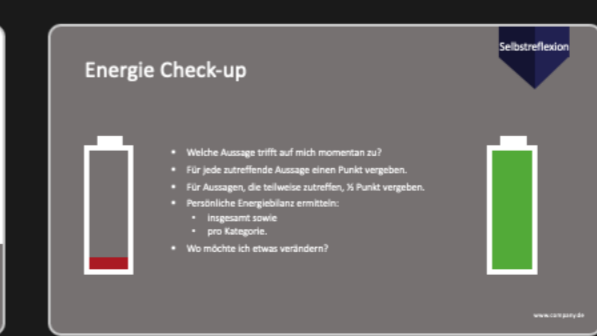 Selbstreflexion
Energie Check-up
• Welche Aussage trifft auf mich momentan zu?
• Für jede zutreffende Aussage einen Punkt vergeben.
• Für Aussagen, die teilweise zutreffen, ½ Punkt vergeben.
• Persönliche Energiebilanz ermitteln:
• insgesamt sowie
• pro Kategorie.
• Wo möchte ich etwas verändern?
www.company.de